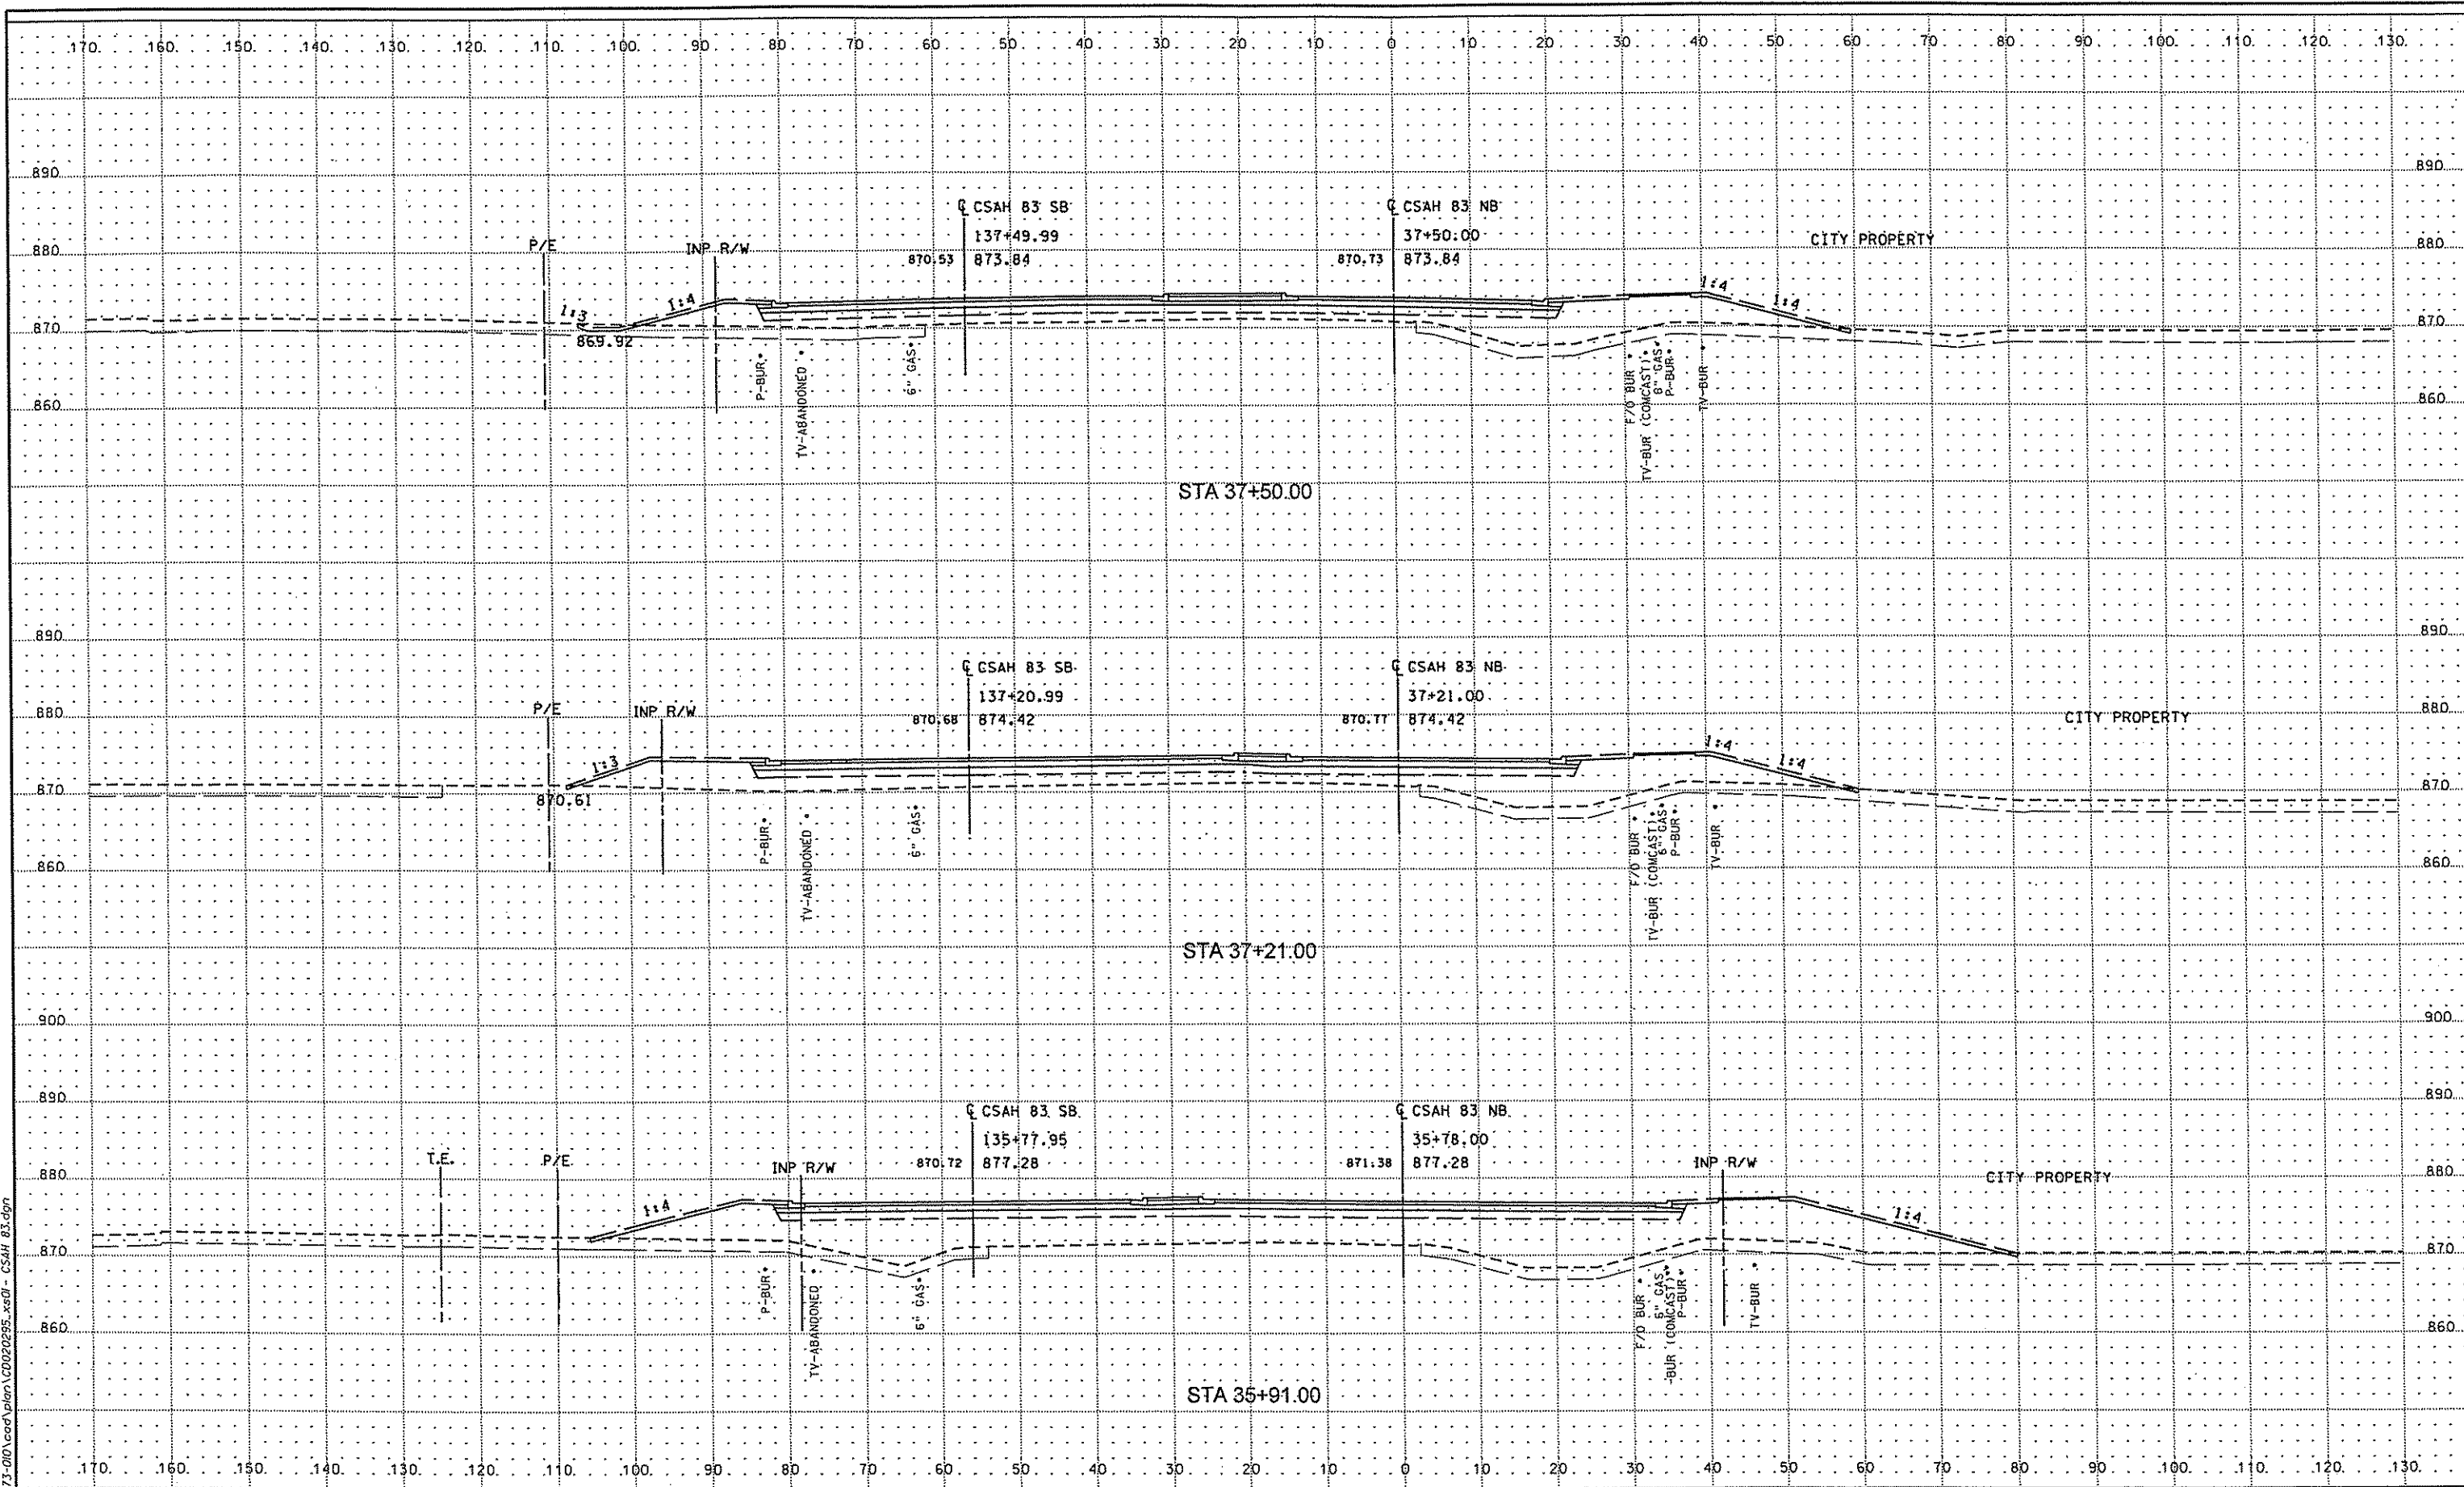 170. 160. 150. 140. 130. 120. 110. 100. 90. 80 70. 60. 50. 40. 30. 20. 10. 0. 10. 20. 30. 40. 50. 60. 70. 80. 90. 100. 110. 120. 130.
890 890
℄ CSAH 83 SB ℄ CSAH 83 NB
137+49.99 37+50.00
P/E INP R/W CITY PROPERTY
880 870.53 873.84 870.73 873.84 880
1:3 1:4 1:4 1:4
870 870
869.92
P-BUR TV-ABANDONED 6" GAS F/O BUR TV-BUR (COMCAST) 6" GAS P-BUR TV-BUR
860 860
STA 37+50.00
890 890
℄ CSAH 83 SB ℄ CSAH 83 NB
137+20.99 37+21.00
P/E INP R/W
880 870.68 874.42 870.77 874.42 CITY PROPERTY 880
1:3 1:4 1:4
870 870
870.61
P-BUR TV-ABANDONED 6" GAS F/O BUR TV-BUR (COMCAST) 6" GAS P-BUR TV-BUR
860 860
STA 37+21.00
900 900
890 890
℄ CSAH 83 SB ℄ CSAH 83 NB
135+77.95 35+78.00
T.E. P/E INP R/W 870.72 877.28 871.38 877.28 INP R/W
880 CITY PROPERTY 880
1:4 1:4
870 870
P-BUR TV-ABANDONED 6" GAS F/O BUR 6" GAS -BUR (COMCAST) P-BUR TV-BUR
860 860
STA 35+91.00
170. 160. 150. 140. 130. 120. 110. 100. 90. 80 70. 60. 50. 40. 30. 20. 10. 0. 10. 20. 30. 40. 50. 60. 70. 80. 90. 100. 110. 120. 130.
73-010\cadd\plan\CD020295_xs01- CSAH 83.dgn